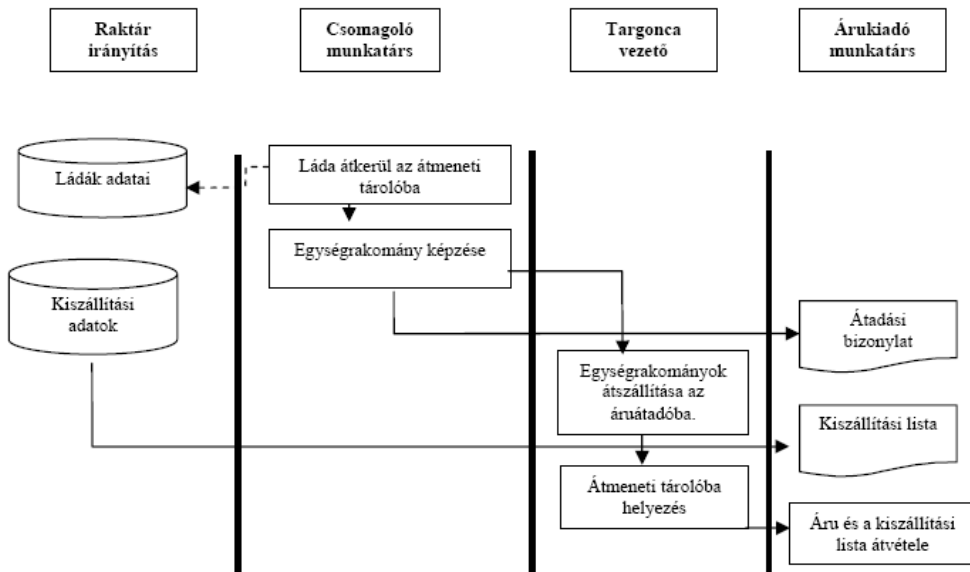 Raktár
irányítás
Csomagoló
munkatárs
Targonca
vezető
Árukiadó
munkatárs
Ládák adatai
Láda átkerül az átmeneti
tárolóba
Egységrakomány képzése
Kiszállítási
adatok
Átadási
bizonylat
Egységrakományok
átszállítása az
áruátadóba.
Kiszállítási lista
Átmeneti tárolóba
helyezés
Áru és a kiszállítási
lista átvétele